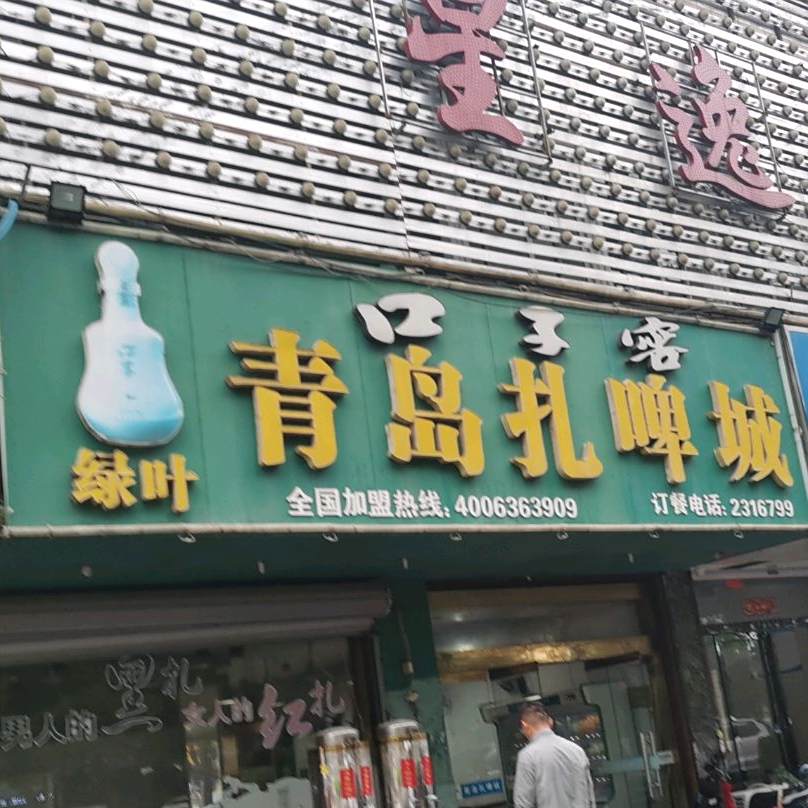 星逸
口子窖
青岛扎啤城
绿叶
全国加盟热线:4006363909
订餐电话:2316799
男人的黑扎
女人的红扎